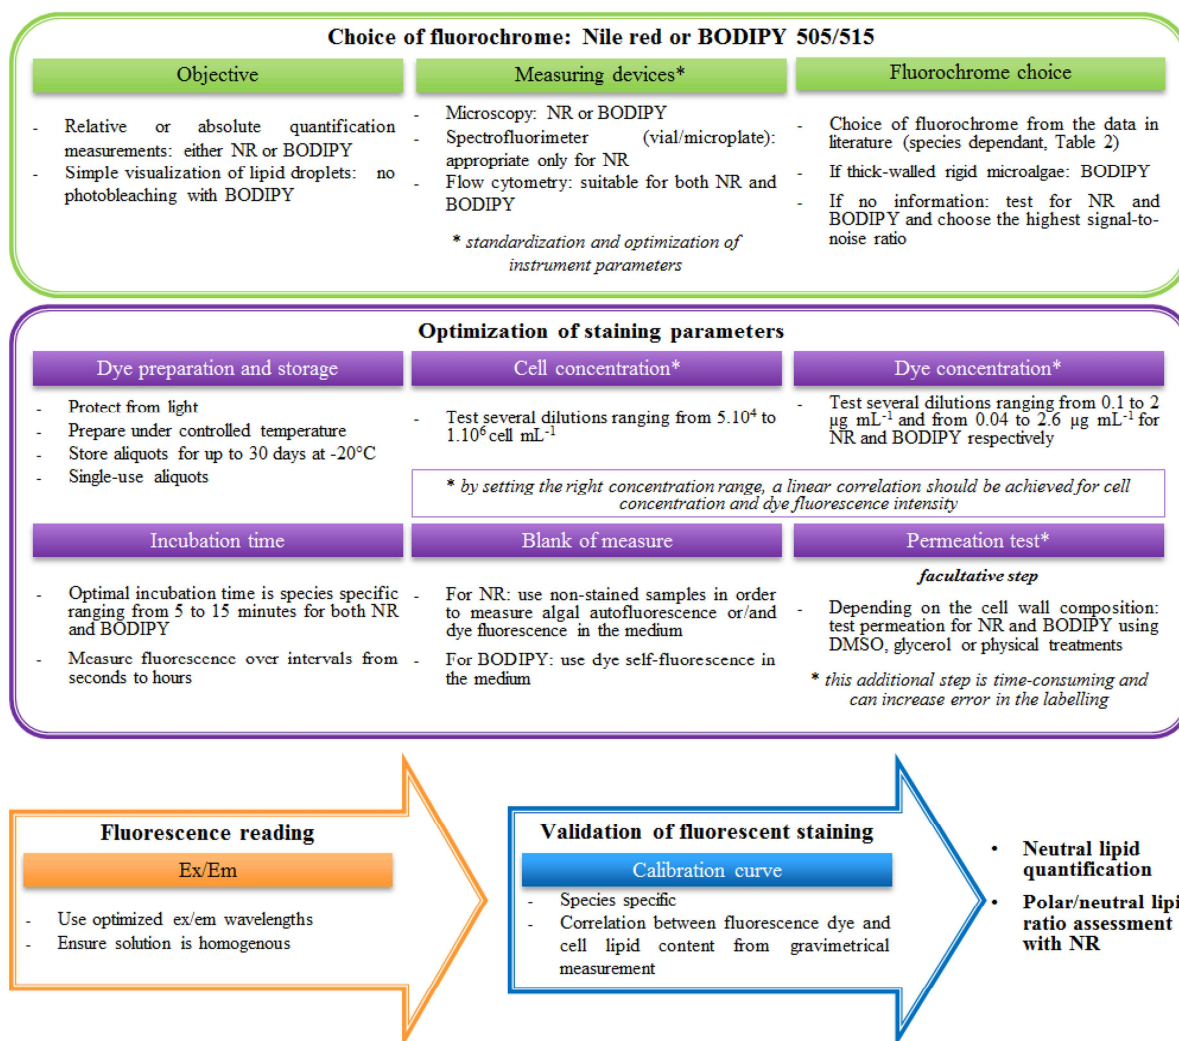 Choice of fluorochrome: Nile red or BODIPY 505/515
Objective
- Relative or absolute quantification
measurements: either NR or BODIPY
- Simple visualization of lipid droplets: no
photobleaching with BODIPY
Measuring devices*
- Microscopy: NR or BODIPY
- Spectrofluorimeter (vial/microplate):
appropriate only for NR
- Flow cytometry: suitable for both NR and
BODIPY
* standardization and optimization of
instrument parameters
Fluorochrome choice
- Choice of fluorochrome from the data in
literature (species dependant, Table 2)
- If thick-walled rigid microalgae: BODIPY
- If no information: test for NR and
BODIPY and choose the highest signal-to-
noise ratio
Optimization of staining parameters
Dye preparation and storage
- Protect from light
- Prepare under controlled temperature
- Store aliquots for up to 30 days at -20°C
- Single-use aliquots
Cell concentration*
- Test several dilutions ranging from 5.10⁴ to
1.10⁶ cell mL⁻¹
Dye concentration*
- Test several dilutions ranging from 0.1 to 2
µg mL⁻¹ and from 0.04 to 2.6 µg mL⁻¹ for
NR and BODIPY respectively
* by setting the right concentration range, a linear correlation should be achieved for cell
concentration and dye fluorescence intensity
Incubation time
- Optimal incubation time is species specific
ranging from 5 to 15 minutes for both NR
and BODIPY
- Measure fluorescence over intervals from
seconds to hours
Blank of measure
- For NR: use non-stained samples in order
to measure algal autofluorescence or/and
dye fluorescence in the medium
- For BODIPY: use dye self-fluorescence in
the medium
Permeation test*
facultative step
- Depending on the cell wall composition:
test permeation for NR and BODIPY using
DMSO, glycerol or physical treatments
* this additional step is time-consuming and
can increase error in the labelling
Fluorescence reading
Ex/Em
- Use optimized ex/em wavelengths
- Ensure solution is homogenous
Validation of fluorescent staining
Calibration curve
- Species specific
- Correlation between fluorescence dye and
cell lipid content from gravimetrical
measurement
• Neutral lipid
quantification
• Polar/neutral lipi
ratio assessment
with NR